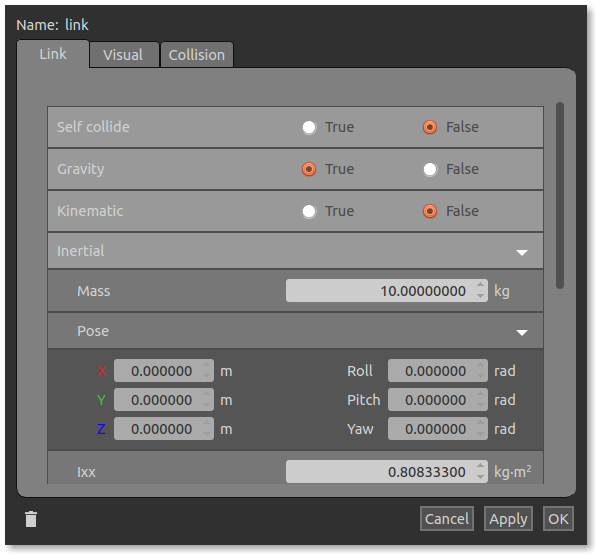 Name: link
Link Visual Collision
Self collide True False
Gravity True False
Kinematic True False
Inertial
Mass 10.00000000 kg
Pose
X 0.000000 m Roll 0.000000 rad
Y 0.000000 m Pitch 0.000000 rad
Z 0.000000 m Yaw 0.000000 rad
Ixx 0.80833300 kg·m²
Cancel Apply OK